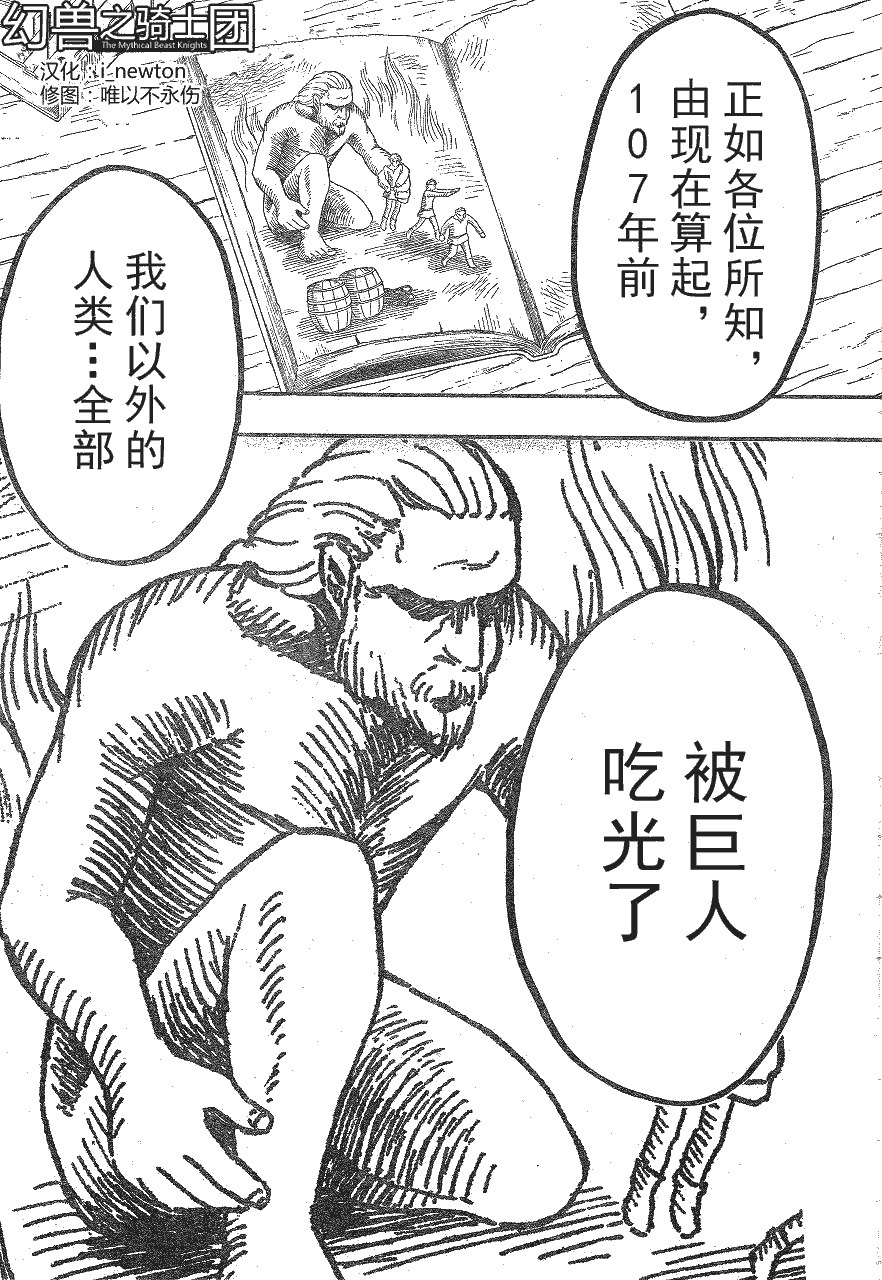 幻兽之骑士团
The Mythical Beast Knights
汉化：i_newton
修图：唯以不永伤
正如各位所知，
由现在算起，
107年前
我们以外的
人类…全部
被巨人
吃光了